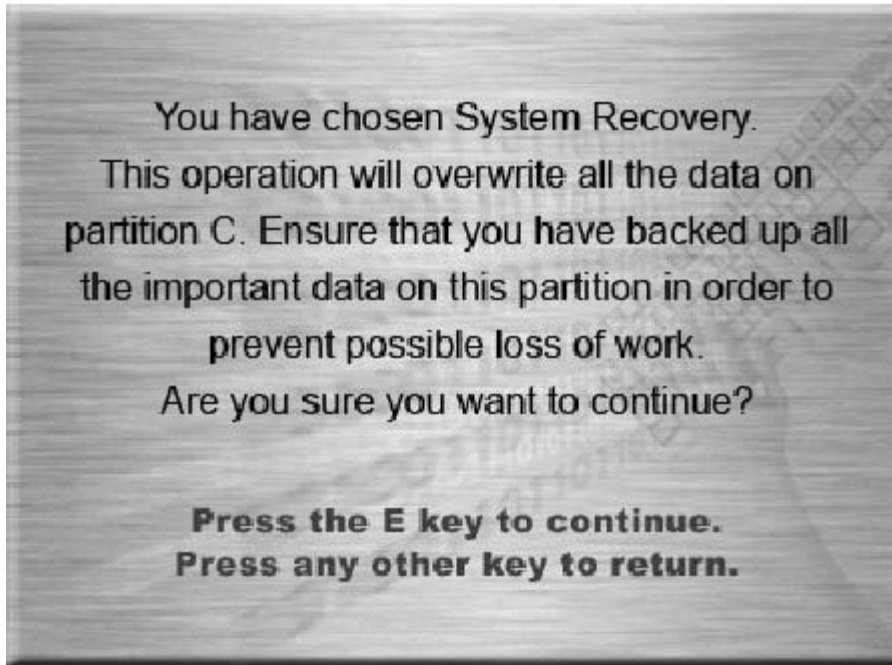 You have chosen System Recovery.
This operation will overwrite all the data on
partition C. Ensure that you have backed up all
the important data on this partition in order to
prevent possible loss of work.
Are you sure you want to continue?
Press the E key to continue.
Press any other key to return.